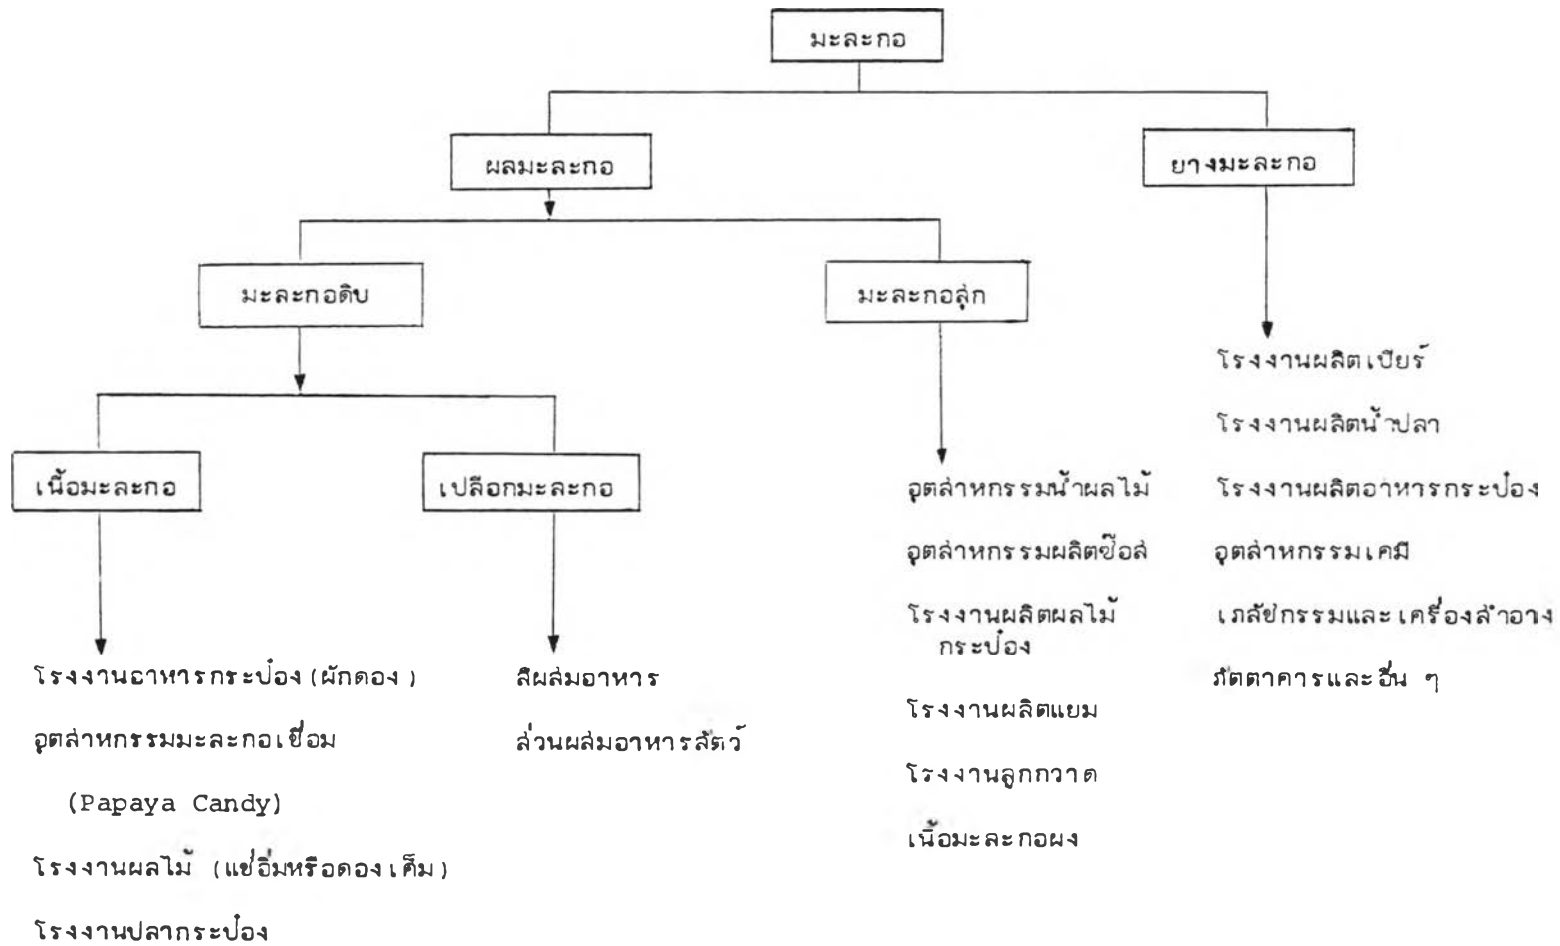 มะละกอ
ผลมะละกอ
ยางมะละกอ
มะละกอดิบ
มะละกอสุก
เนื้อมะละกอ
เปลือกมะละกอ
โรงงานอาหารกระป๋อง (ผักดอง)
อุตสาหกรรมมะละกอเชื่อม
(Papaya Candy)
โรงงานผลไม้ (แช่อิ่มหรือดองเค็ม)
โรงงานปลากระป๋อง
สีผสมอาหาร
ส่วนผสมอาหารสัตว์
อุตสาหกรรมน้ำผลไม้
อุตสาหกรรมผลิตซ๊อส
โรงงานผลิตผลไม้
กระป๋อง
โรงงานผลิตแยม
โรงงานลูกกวาด
เนื้อมะละกอผง
โรงงานผลิตเบียร์
โรงงานผลิตน้ำปลา
โรงงานผลิตอาหารกระป๋อง
อุตสาหกรรมเคมี
เภสัชกรรมและเครื่องสำอาง
ภัตตาคารและอื่น ๆ